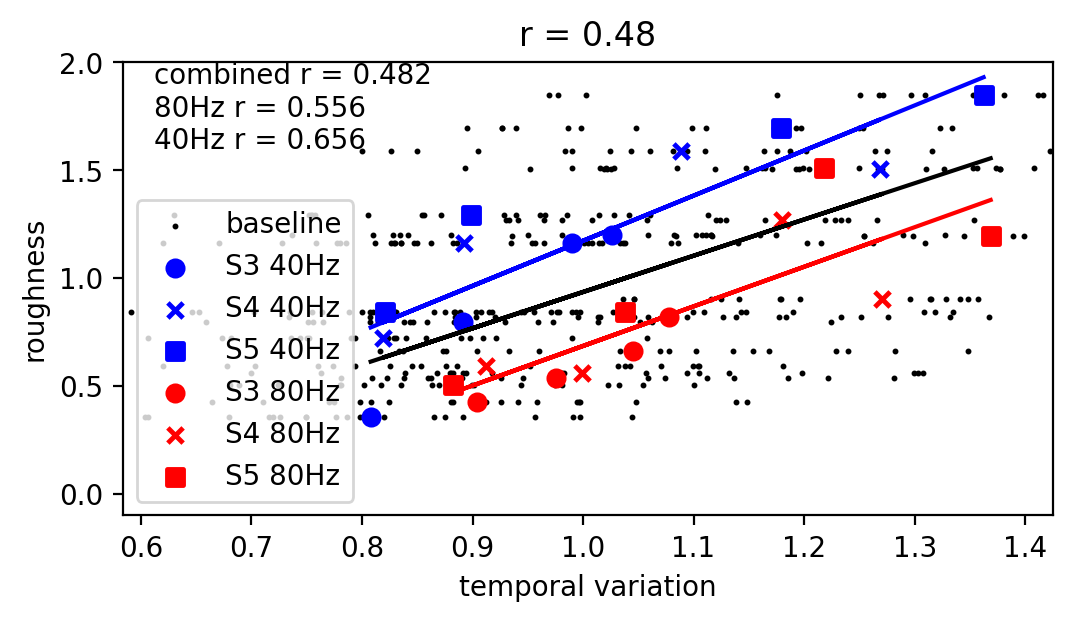 r = 0.48
combined r = 0.482
80Hz r = 0.556
40Hz r = 0.656
baseline
S3 40Hz
S4 40Hz
S5 40Hz
S3 80Hz
S4 80Hz
S5 80Hz
roughness
2.0
1.5
1.0
0.5
0.0
0.6 0.7 0.8 0.9 1.0 1.1 1.2 1.3 1.4
temporal variation